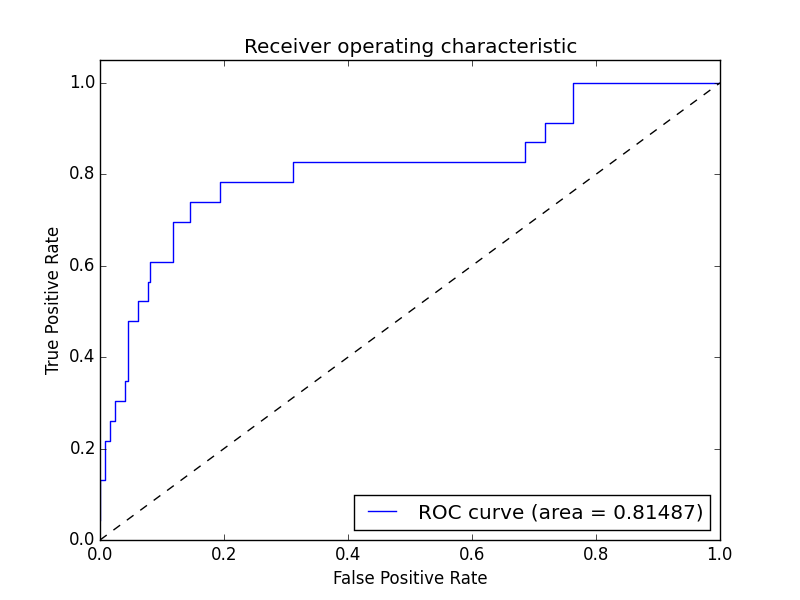 Receiver operating characteristic
True Positive Rate
1.0
0.8
0.6
0.4
0.2
0.0
ROC curve (area = 0.81487)
0.0 0.2 0.4 0.6 0.8 1.0
False Positive Rate